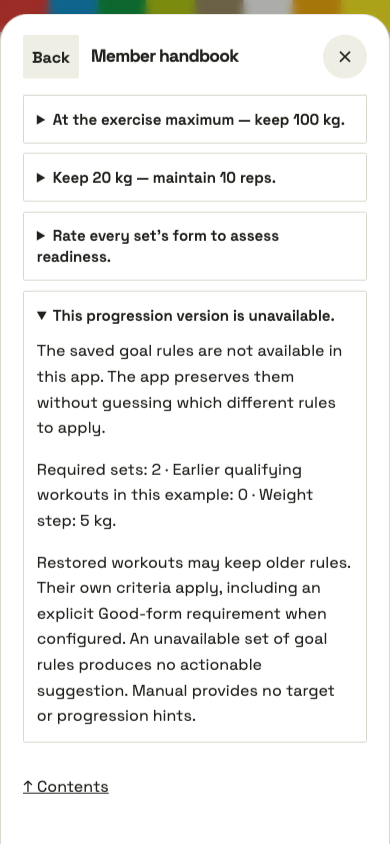 Back
Member handbook
▶ At the exercise maximum — keep 100 kg.
▶ Keep 20 kg — maintain 10 reps.
▶ Rate every set's form to assess
readiness.
▼ This progression version is unavailable.
The saved goal rules are not available in
this app. The app preserves them
without guessing which different rules
to apply.
Required sets: 2 · Earlier qualifying
workouts in this example: 0 · Weight
step: 5 kg.
Restored workouts may keep older rules.
Their own criteria apply, including an
explicit Good-form requirement when
configured. An unavailable set of goal
rules produces no actionable
suggestion. Manual provides no target
or progression hints.
↑ Contents